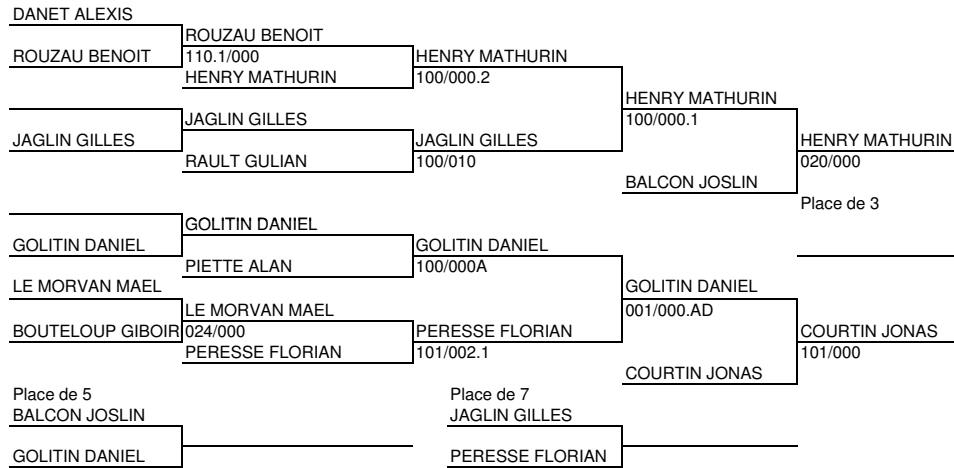 DANET ALEXIS
ROUZAU BENOIT
ROUZAU BENOIT
110.1/000
HENRY MATHURIN
HENRY MATHURIN
100/000.2
HENRY MATHURIN
100/000.1
JAGLIN GILLES
JAGLIN GILLES
JAGLIN GILLES
HENRY MATHURIN
RAULT GULIAN
100/010
020/000
BALCON JOSLIN
Place de 3
GOLITIN DANIEL
GOLITIN DANIEL
GOLITIN DANIEL
PIETTE ALAN
100/000A
LE MORVAN MAEL
GOLITIN DANIEL
LE MORVAN MAEL
001/000.AD
BOUTELOUP GIBOIR
024/000
PERESSE FLORIAN
COURTIN JONAS
PERESSE FLORIAN
101/002.1
101/000
COURTIN JONAS
Place de 5
Place de 7
BALCON JOSLIN
JAGLIN GILLES
GOLITIN DANIEL
PERESSE FLORIAN